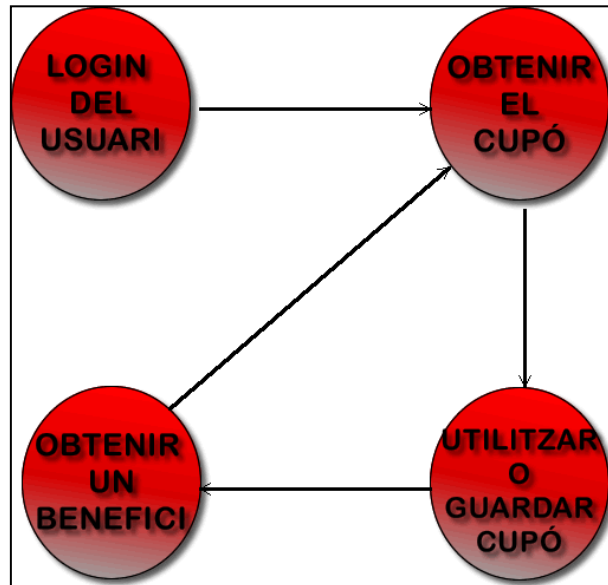 LOGIN
DEL
USUARI
OBTENIR
EL
CUPÓ
OBTENIR
UN
BENEFICI
UTILITZAR
O
GUARDAR
CUPÓ